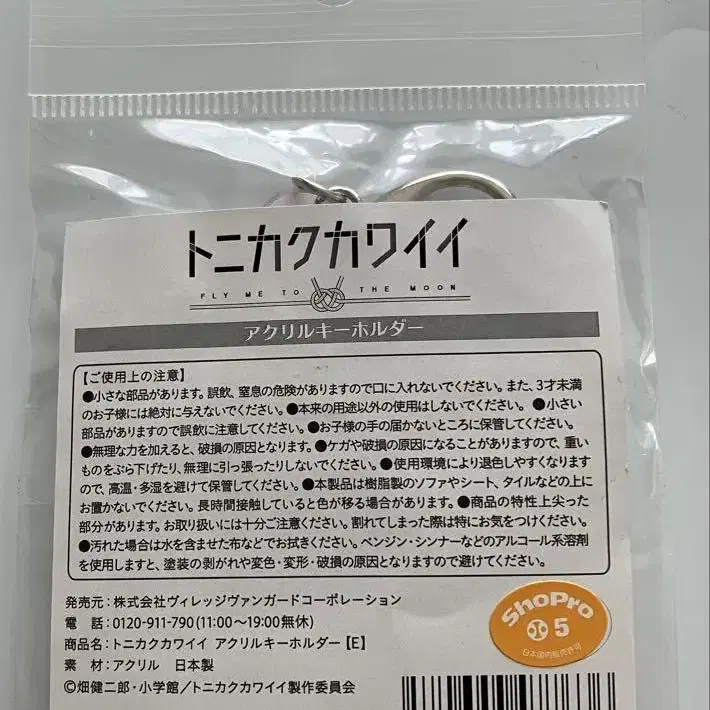 トニカクカワイイ
FLY ME TO THE MOON
アクリルキーホルダー
【ご使用上の注意】
●小さな部品があります。誤飲、窒息の危険がありますので口に入れないでください。また、3才未満
のお子様には絶対に与えないでください。●本来の用途以外の使用はしないでください。 ●小さい
部品がありますので誤飲に注意してください。●お子様の手の届かないところに保管してください。
●無理な力を加えると、破損の原因となります。●ケガや破損の原因になることがありますので、重い
ものをぶら下げたり、無理に引っ張ったりしないでください。●使用環境により退色しやすくなりま
すので、高温・多湿を避けて保管してください。●本製品は樹脂製のソファやシート、タイルなどの上に
お置かないでください。長時間接触していると色が移る場合があります。●商品の特性上尖った
部分があります。お取り扱いには十分ご注意ください。割れてしまった際は特にお気をつけください。
●汚れた場合は水を含ませた布などでお拭きください。ベンジン・シンナーなどのアルコール系溶剤
を使用しますと、塗装の剥がれや変色・変形・破損の原因となりますので避けてください。
発売元：株式会社ヴィレッジヴァンガードコーポレーション
電 話：0120-911-790(11:00～19:00無休)
商品名：トニカクカワイイ アクリルキーホルダー【E】
素 材：アクリル 日本製
©畑健二郎・小学館／トニカクカワイイ製作委員会
ShoPro
5
日本国内販売許可